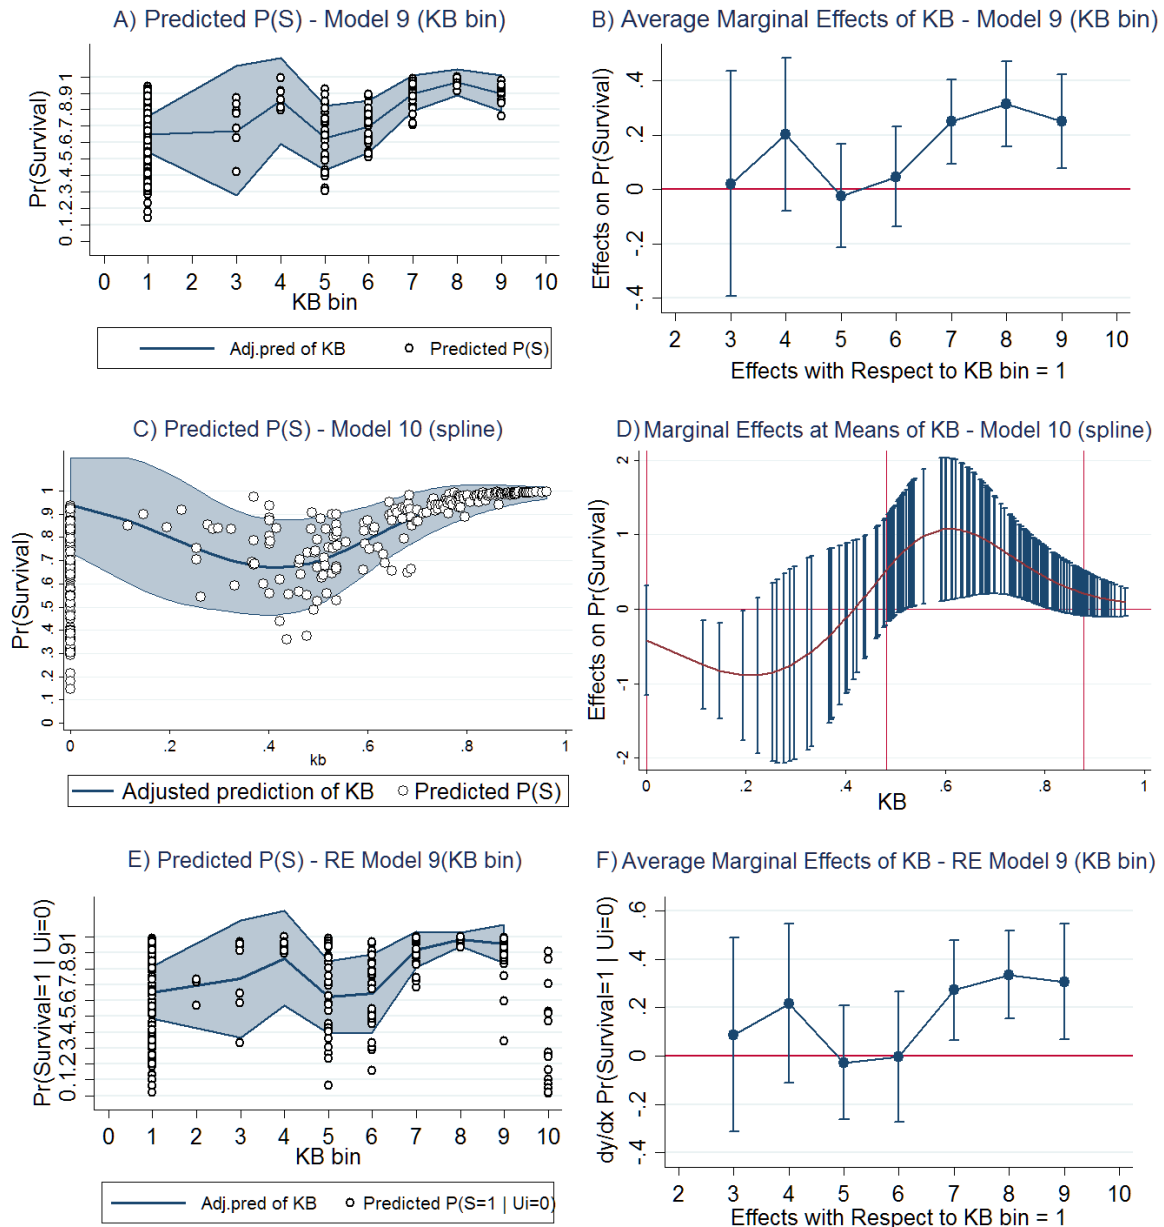 A) Predicted P(S) - Model 9 (KB bin)
Pr(Survival)
0 .1.2.3.4.5.6.7.8.91
0 1 2 3 4 5 6 7 8 9 10
KB bin
Adj.pred of KB Predicted P(S)
B) Average Marginal Effects of KB - Model 9 (KB bin)
Effects on Pr(Survival)
.4
.2
0
-.2
-.4
2 3 4 5 6 7 8 9 10
Effects with Respect to KB bin = 1
C) Predicted P(S) - Model 10 (spline)
Pr(Survival)
0 .1 .2 .3 .4 .5 .6 .7 .8 .9 1
0 .2 .4 .6 .8 1
kb
Adjusted prediction of KB Predicted P(S)
D) Marginal Effects at Means of KB - Model 10 (spline)
Effects on Pr(Survival)
2
1
0
-1
-2
0 .2 .4 .6 .8 1
KB
E) Predicted P(S) - RE Model 9(KB bin)
Pr(Survival=1 | Ui=0)
0 .1.2.3.4.5.6.7.8.91
0 1 2 3 4 5 6 7 8 9 10
KB bin
Adj.pred of KB Predicted P(S=1 | Ui=0)
F) Average Marginal Effects of KB - RE Model 9 (KB bin)
dy/dx Pr(Survival=1 | Ui=0)
.6
.4
.2
0
-.2
-.4
2 3 4 5 6 7 8 9 10
Effects with Respect to KB bin = 1